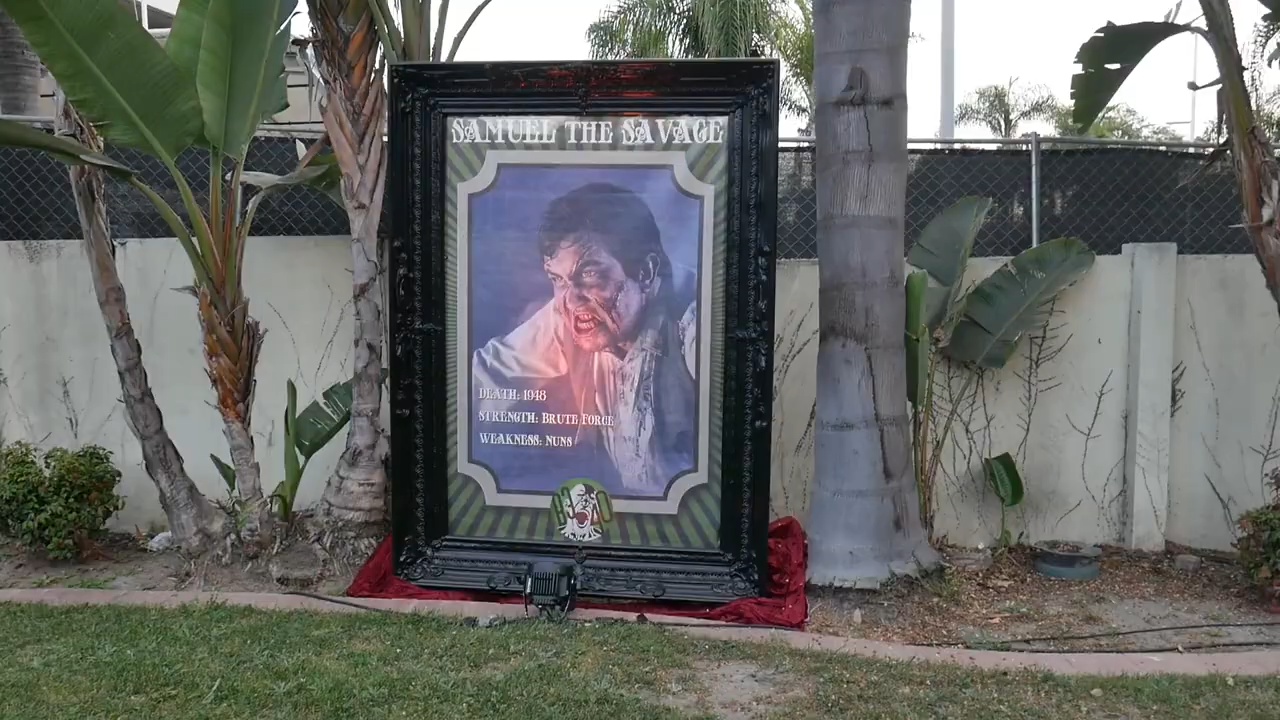 SAMUEL THE SAVAGE
DEATH: 1948
STRENGTH: BRUTE FORCE
WEAKNESS: NUNS